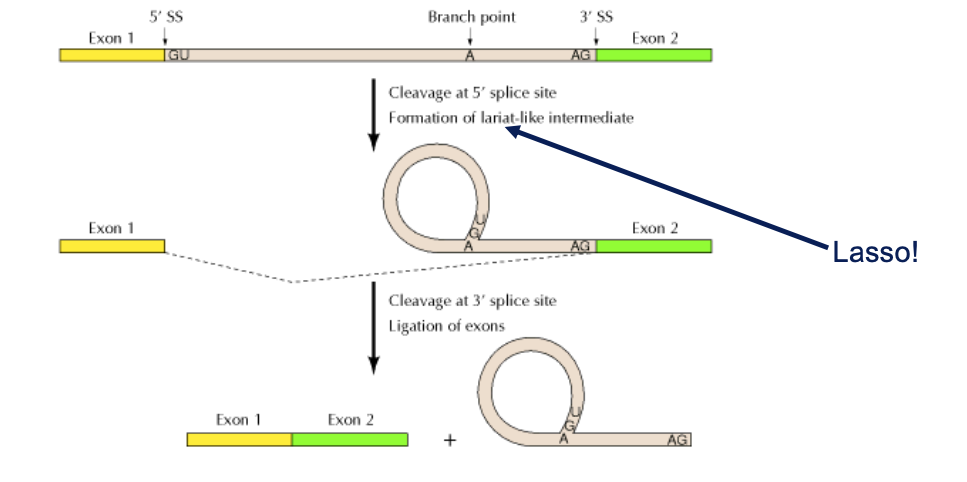 5′ SS
Branch point
3′ SS
Exon 1
Exon 2
GU
A
AG
Cleavage at 5′ splice site
Formation of lariat-like intermediate
Lasso!
Exon 1
U
G
A
AG
Exon 2
Cleavage at 3′ splice site
Ligation of exons
Exon 1
Exon 2
+
U
G
A
AG